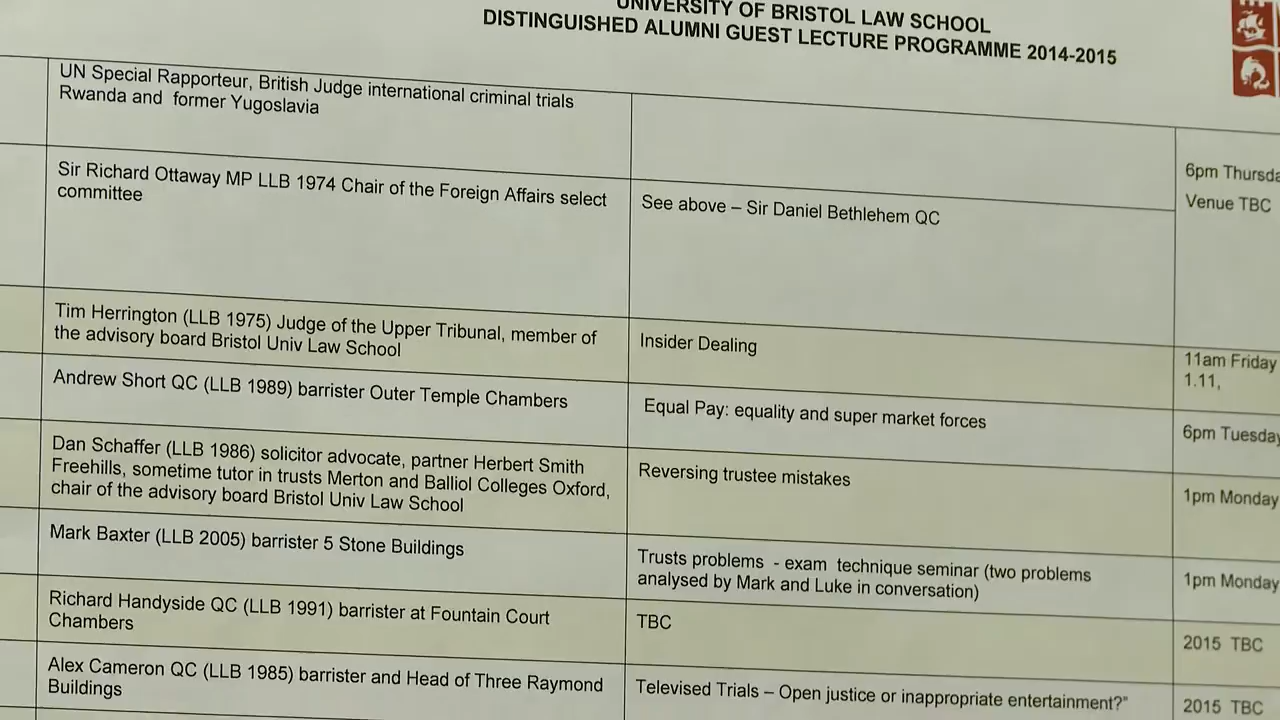 UNIVERSITY OF BRISTOL LAW SCHOOL
DISTINGUISHED ALUMNI GUEST LECTURE PROGRAMME 2014-2015
UN Special Rapporteur, British Judge international criminal trials
Rwanda and former Yugoslavia
6pm
Venue TBC
Sir Richard Ottaway MP LLB 1974 Chair of the Foreign Affairs select
committee
See above – Sir Daniel Bethlehem QC
Tim Herrington (LLB 1975) Judge of the Upper Tribunal, member of
the advisory board Bristol Univ Law School
Insider Dealing
11am Friday
1.11,
Andrew Short QC (LLB 1989) barrister Outer Temple Chambers
Equal Pay: equality and super market forces
6pm Tuesday
Dan Schaffer (LLB 1986) solicitor advocate, partner Herbert Smith
Freehills, sometime tutor in trusts Merton and Balliol Colleges Oxford,
chair of the advisory board Bristol Univ Law School
Reversing trustee mistakes
1pm Monday
Mark Baxter (LLB 2005) barrister 5 Stone Buildings
Trusts problems - exam technique seminar (two problems
analysed by Mark and Luke in conversation)
1pm Monday
Richard Handyside QC (LLB 1991) barrister at Fountain Court
Chambers
TBC
2015 TBC
Alex Cameron QC (LLB 1985) barrister and Head of Three Raymond
Buildings
Televised Trials – Open justice or inappropriate entertainment?"
2015 TBC